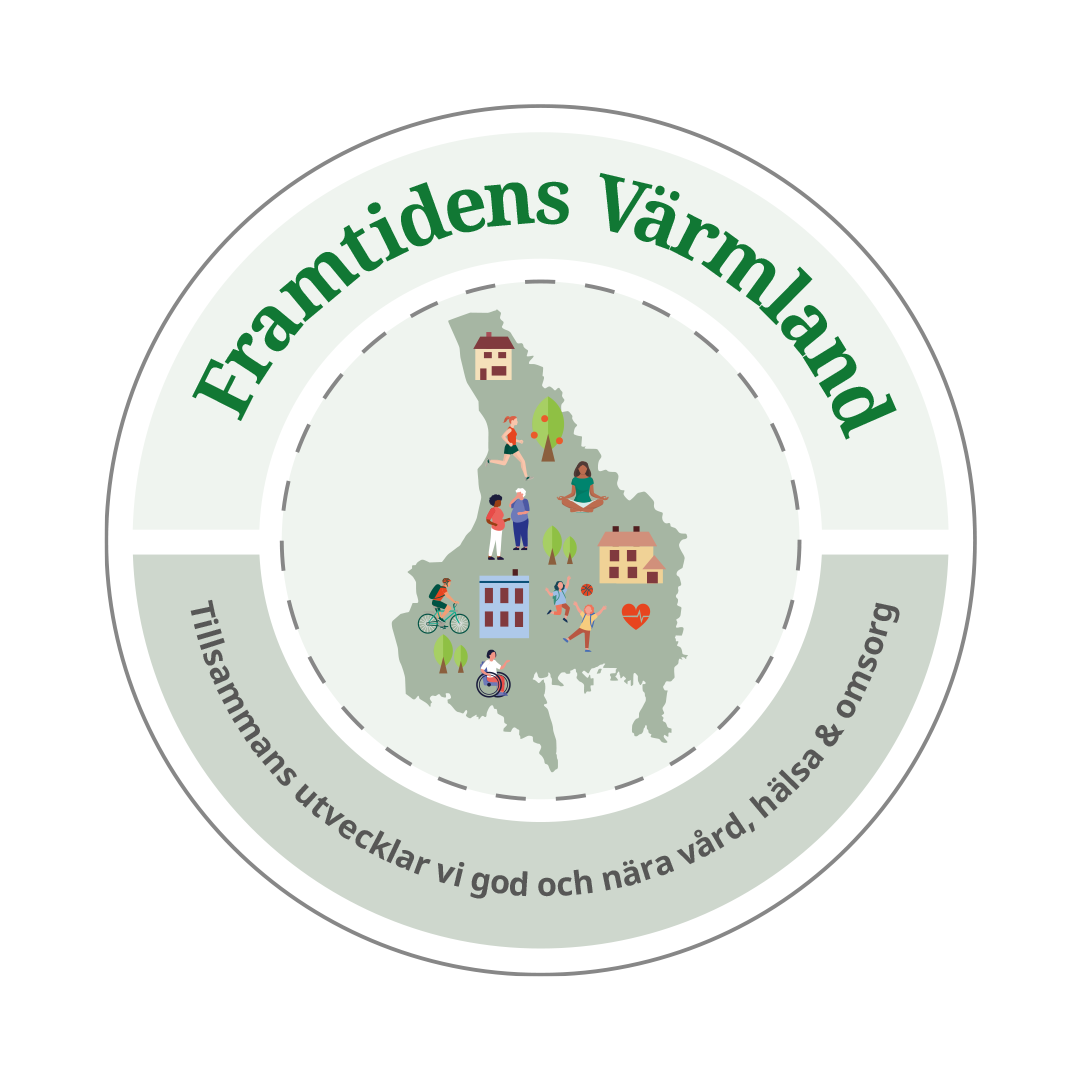 Framtidens Värmland
Tillsammans utvecklar vi god och nära vård, hälsa & omsorg